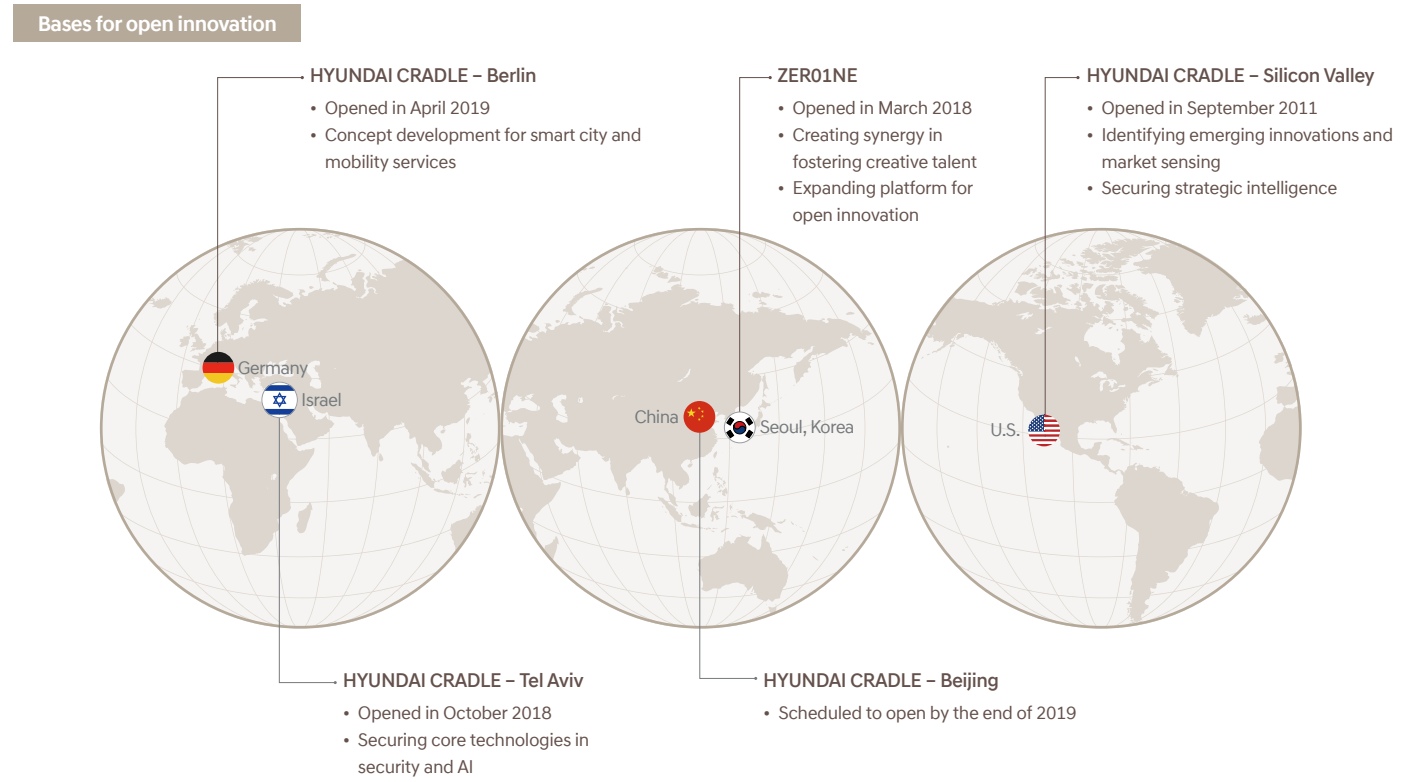 Bases for open innovation
HYUNDAI CRADLE – Berlin
• Opened in April 2019
• Concept development for smart city and
mobility services
ZER01NE
• Opened in March 2018
• Creating synergy in
fostering creative talent
• Expanding platform for
open innovation
HYUNDAI CRADLE – Silicon Valley
• Opened in September 2011
• Identifying emerging innovations and
market sensing
• Securing strategic intelligence
Germany
Israel
China
Seoul, Korea
U.S.
HYUNDAI CRADLE – Tel Aviv
• Opened in October 2018
• Securing core technologies in
security and AI
HYUNDAI CRADLE – Beijing
• Scheduled to open by the end of 2019